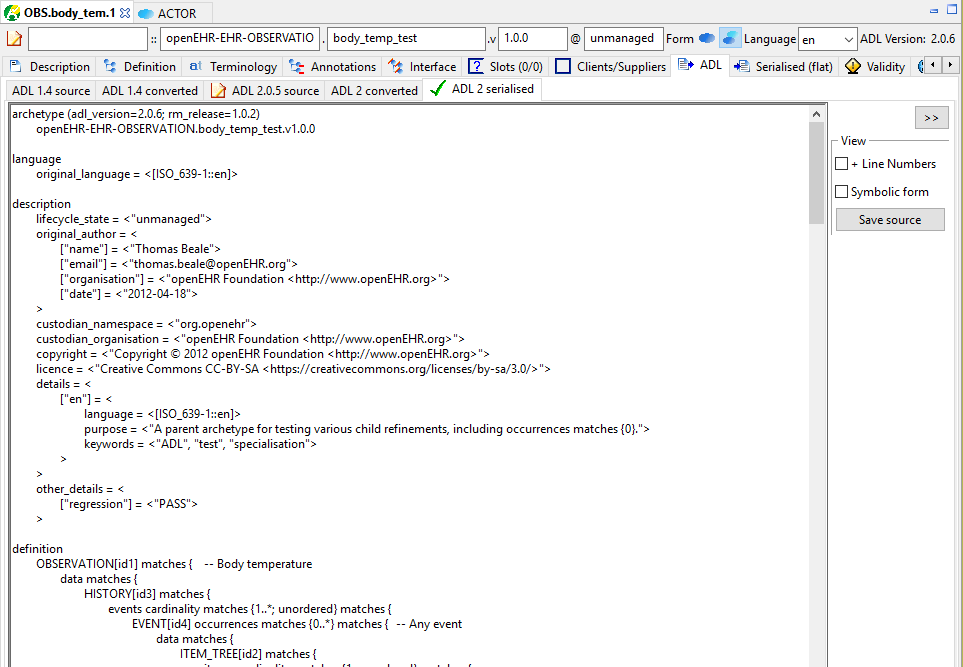 OBS.body_tem.1 ACTOR
:: openEHR-EHR-OBSERVATIO . body_temp_test .v 1.0.0 @ unmanaged Form Language en ADL Version: 2.0.6
Description Definition Terminology Annotations Interface Slots (0/0) Clients/Suppliers ADL Serialised (flat) Validity
ADL 1.4 source ADL 1.4 converted ADL 2.0.5 source ADL 2 converted ADL 2 serialised
archetype (adl_version=2.0.6; rm_release=1.0.2)
openEHR-EHR-OBSERVATION.body_temp_test.v1.0.0
>>
View
+ Line Numbers
Symbolic form
Save source
language
original_language = <[ISO_639-1::en]>
description
lifecycle_state = <"unmanaged">
original_author = <
["name"] = <"Thomas Beale">
["email"] = <"thomas.beale@openEHR.org">
["organisation"] = <"openEHR Foundation <http://www.openEHR.org>">
["date"] = <"2012-04-18">
>
custodian_namespace = <"org.openehr">
custodian_organisation = <"openEHR Foundation <http://www.openEHR.org>">
copyright = <"Copyright © 2012 openEHR Foundation <http://www.openEHR.org>">
licence = <"Creative Commons CC-BY-SA <https://creativecommons.org/licenses/by-sa/3.0/>">
details = <
["en"] = <
language = <[ISO_639-1::en]>
purpose = <"A parent archetype for testing various child refinements, including occurrences matches {0}.">
keywords = <"ADL", "test", "specialisation">
>
>
other_details = <
["regression"] = <"PASS">
>
definition
OBSERVATION[id1] matches { -- Body temperature
data matches {
HISTORY[id3] matches {
events cardinality matches {1..*; unordered} matches {
EVENT[id4] occurrences matches {0..*} matches { -- Any event
data matches {
ITEM_TREE[id2] matches {